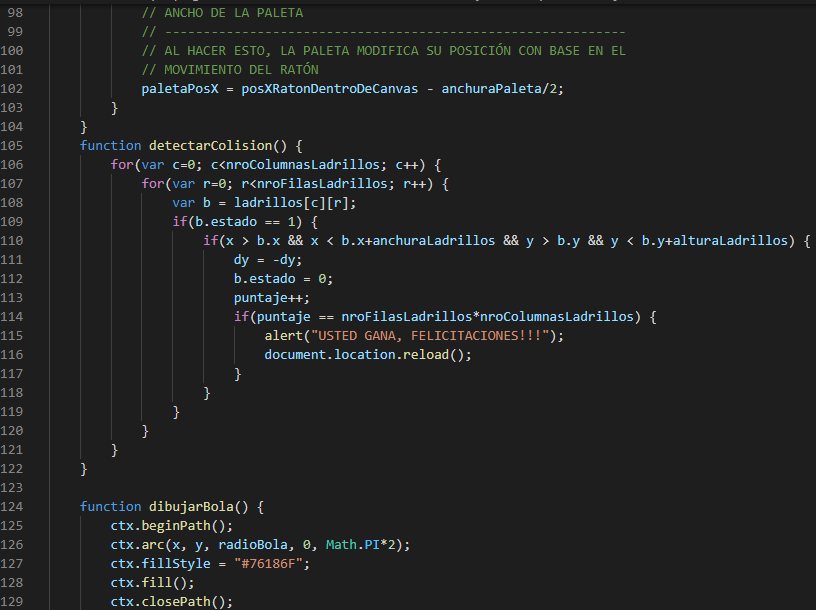 98 // ANCHO DE LA PALETA
99 // ------------------------------------------------------------
100 // AL HACER ESTO, LA PALETA MODIFICA SU POSICIÓN CON BASE EN EL
101 // MOVIMIENTO DEL RATÓN
102 paletaPosX = posXRatonDentroDeCanvas - anchuraPaleta/2;
103 }
104 }
105 function detectarColision() {
106 for(var c=0; c<nroColumnasLadrillos; c++) {
107 for(var r=0; r<nroFilasLadrillos; r++) {
108 var b = ladrillos[c][r];
109 if(b.estado == 1) {
110 if(x > b.x && x < b.x+anchuraLadrillos && y > b.y && y < b.y+alturaLadrillos) {
111 dy = -dy;
112 b.estado = 0;
113 puntaje++;
114 if(puntaje == nroFilasLadrillos*nroColumnasLadrillos) {
115 alert("USTED GANA, FELICITACIONES!!!");
116 document.location.reload();
117 }
118 }
119 }
120 }
121 }
122 }
123
124 function dibujarBola() {
125 ctx.beginPath();
126 ctx.arc(x, y, radioBola, 0, Math.PI*2);
127 ctx.fillStyle = "#76186F";
128 ctx.fill();
129 ctx.closePath();